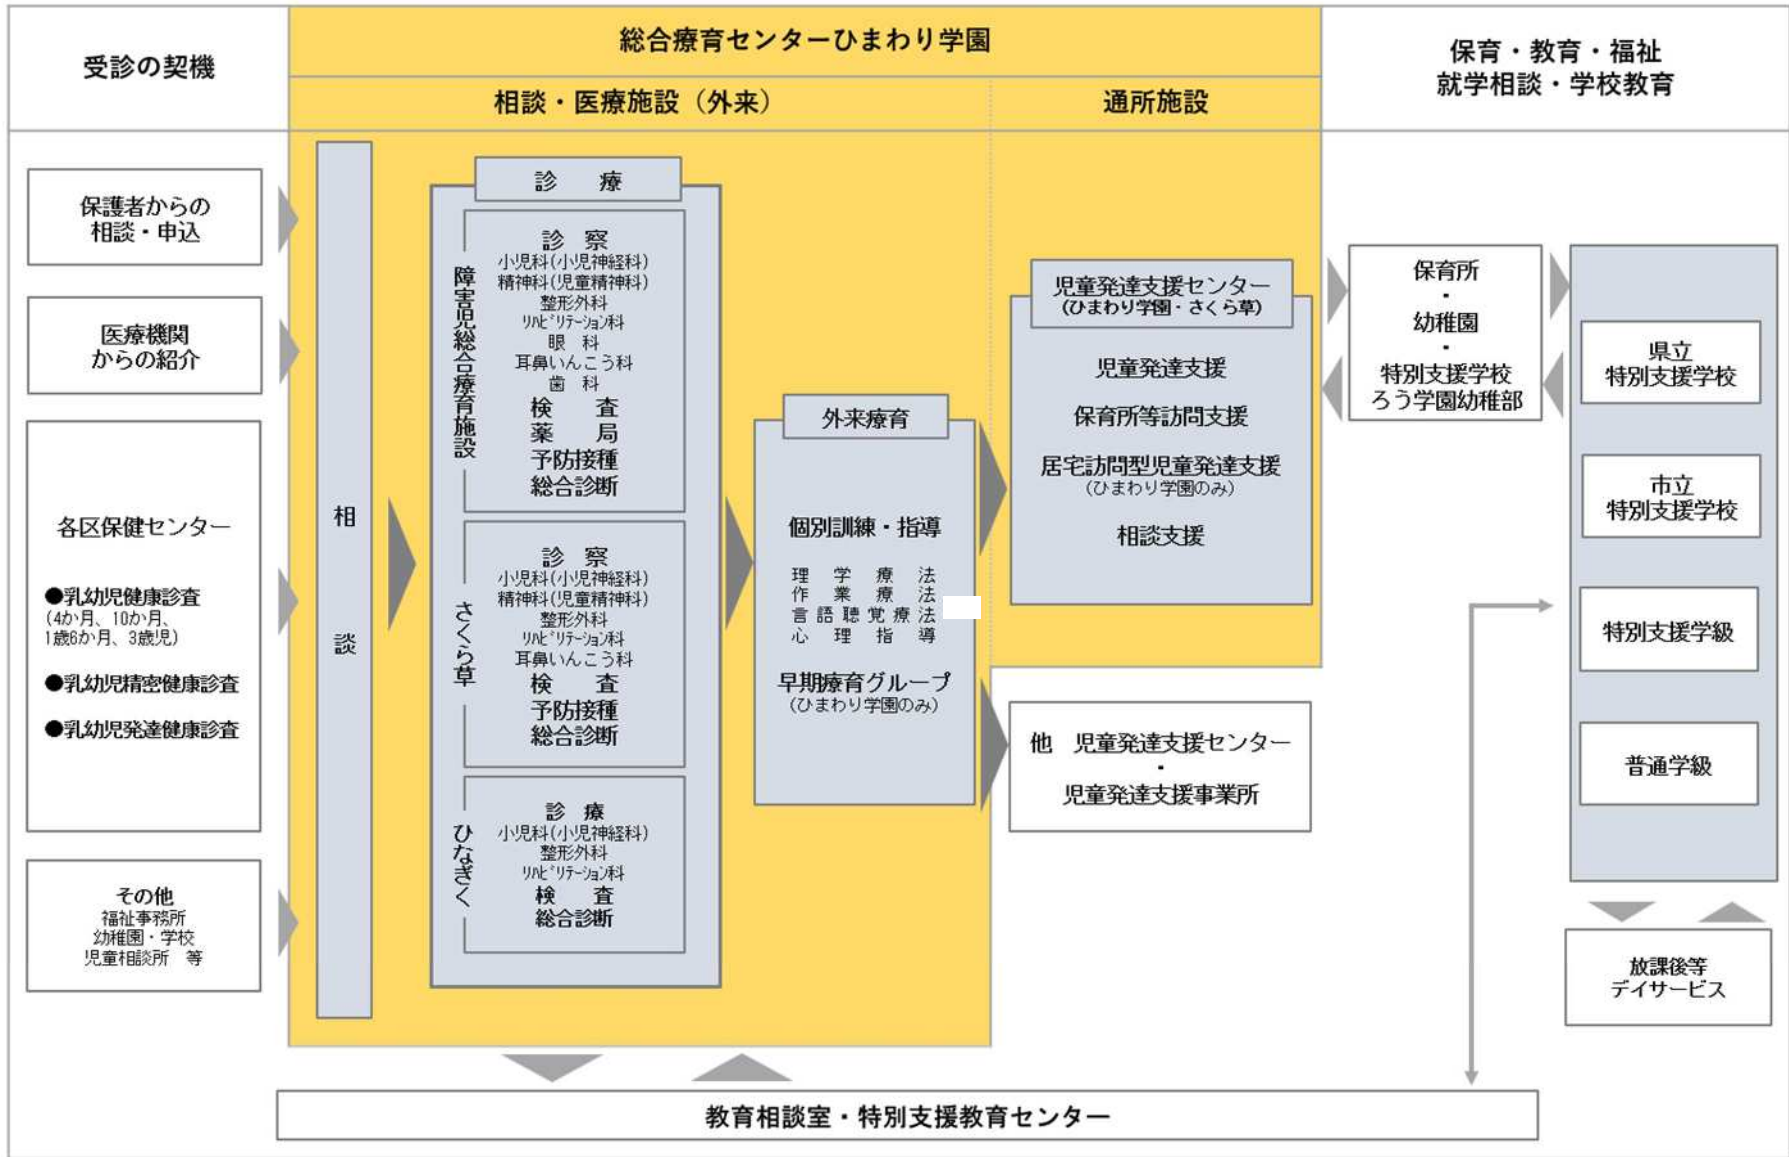 受診の契機
総合療育センターひまわり学園
相談・医療施設（外来）
通所施設
保育・教育・福祉
就学相談・学校教育
保護者からの
相談・申込
医療機関
からの紹介
各区保健センター
●乳幼児健康診査
(4か月、10か月、
1歳6か月、3歳児)
●乳幼児精密健康診査
●乳幼児発達健康診査
その他
福祉事務所
幼稚園・学校
児童相談所　等
相談
診　療
障害児総合療育施設
診　察
小児科(小児神経科)
精神科(児童精神科)
整形外科
ﾘﾊﾋﾞﾘﾃｰｼｮﾝ科
眼　科
耳鼻いんこう科
歯　科
検　査
薬　局
予防接種
総合診断
さくら草
診　察
小児科(小児神経科)
精神科(児童精神科)
整形外科
ﾘﾊﾋﾞﾘﾃｰｼｮﾝ科
耳鼻いんこう科
検　査
予防接種
総合診断
ひなぎく
診　療
小児科(小児神経科)
整形外科
ﾘﾊﾋﾞﾘﾃｰｼｮﾝ科
検　査
総合診断
外来療育
個別訓練・指導
理学療法
作業療法
言語聴覚療法
心理指導
早期療育グループ
(ひまわり学園のみ)
児童発達支援センター
(ひまわり学園・さくら草)
児童発達支援
保育所等訪問支援
居宅訪問型児童発達支援
(ひまわり学園のみ)
相談支援
他　児童発達支援センター
・
児童発達支援事業所
保育所
・
幼稚園
・
特別支援学校
ろう学園幼稚部
県立
特別支援学校
市立
特別支援学校
特別支援学級
普通学級
放課後等
デイサービス
教育相談室・特別支援教育センター